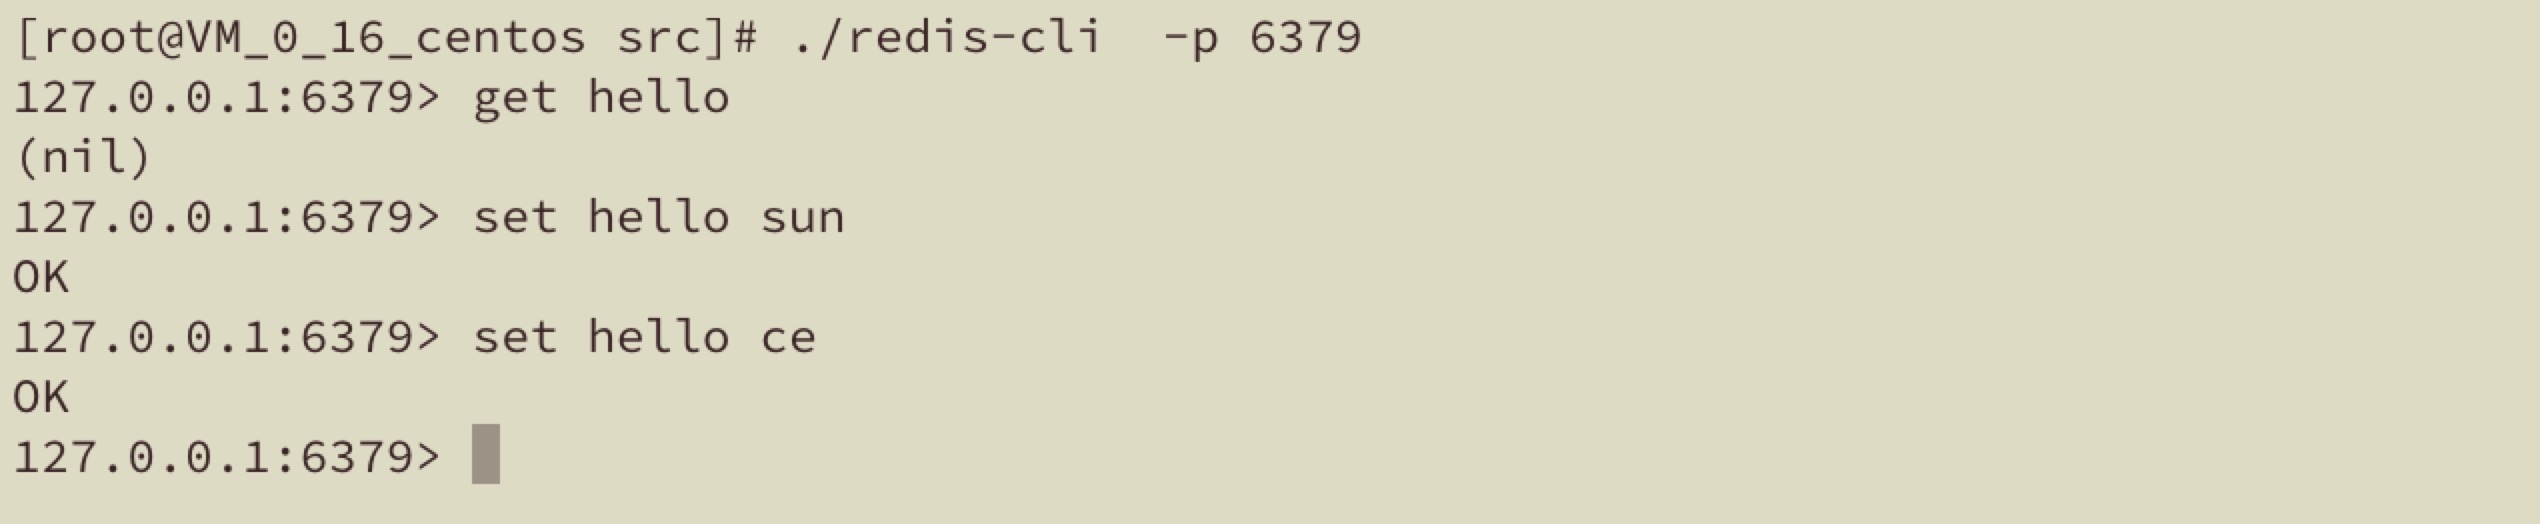 [root@VM_0_16_centos src]# ./redis-cli  -p 6379
127.0.0.1:6379> get hello
(nil)
127.0.0.1:6379> set hello sun
OK
127.0.0.1:6379> set hello ce
OK
127.0.0.1:6379>